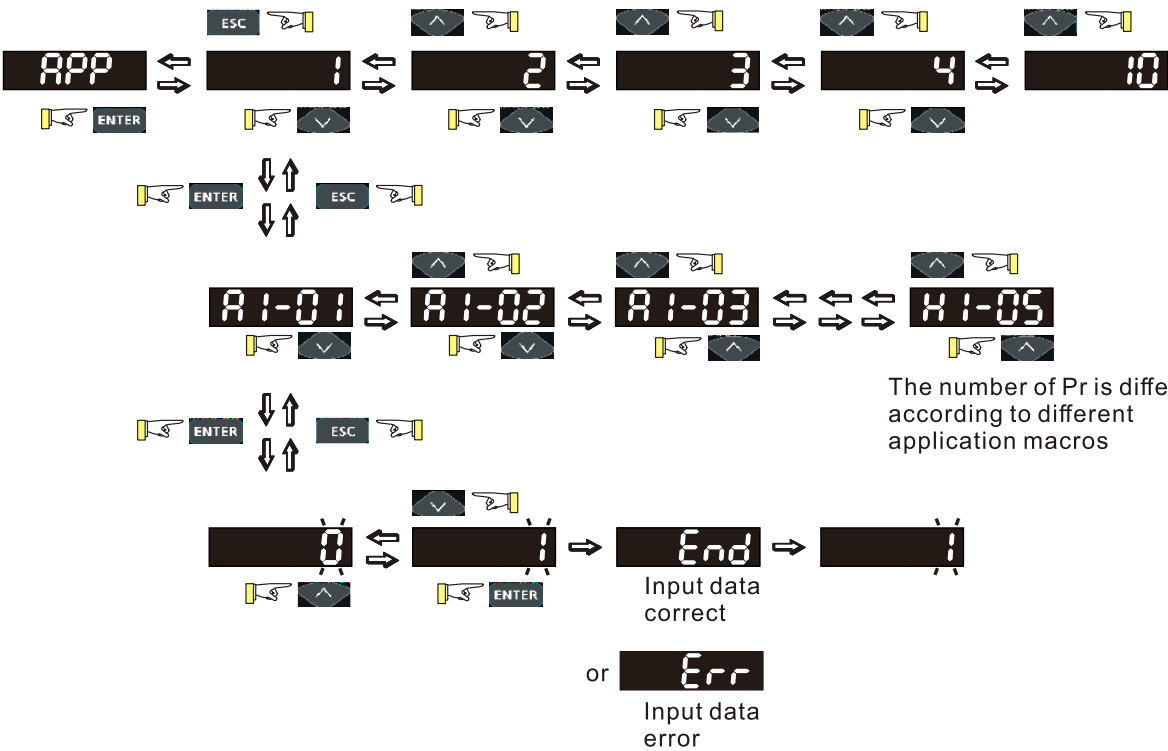 ESC
APP 1 2 3 4 10
ENTER
ENTER ESC
A1-01 A1-02 A1-03 H1-05
The number of Pr is diffe
according to different
application macros
ENTER ESC
0 1 End 1
ENTER
Input data
correct
or Err
Input data
error